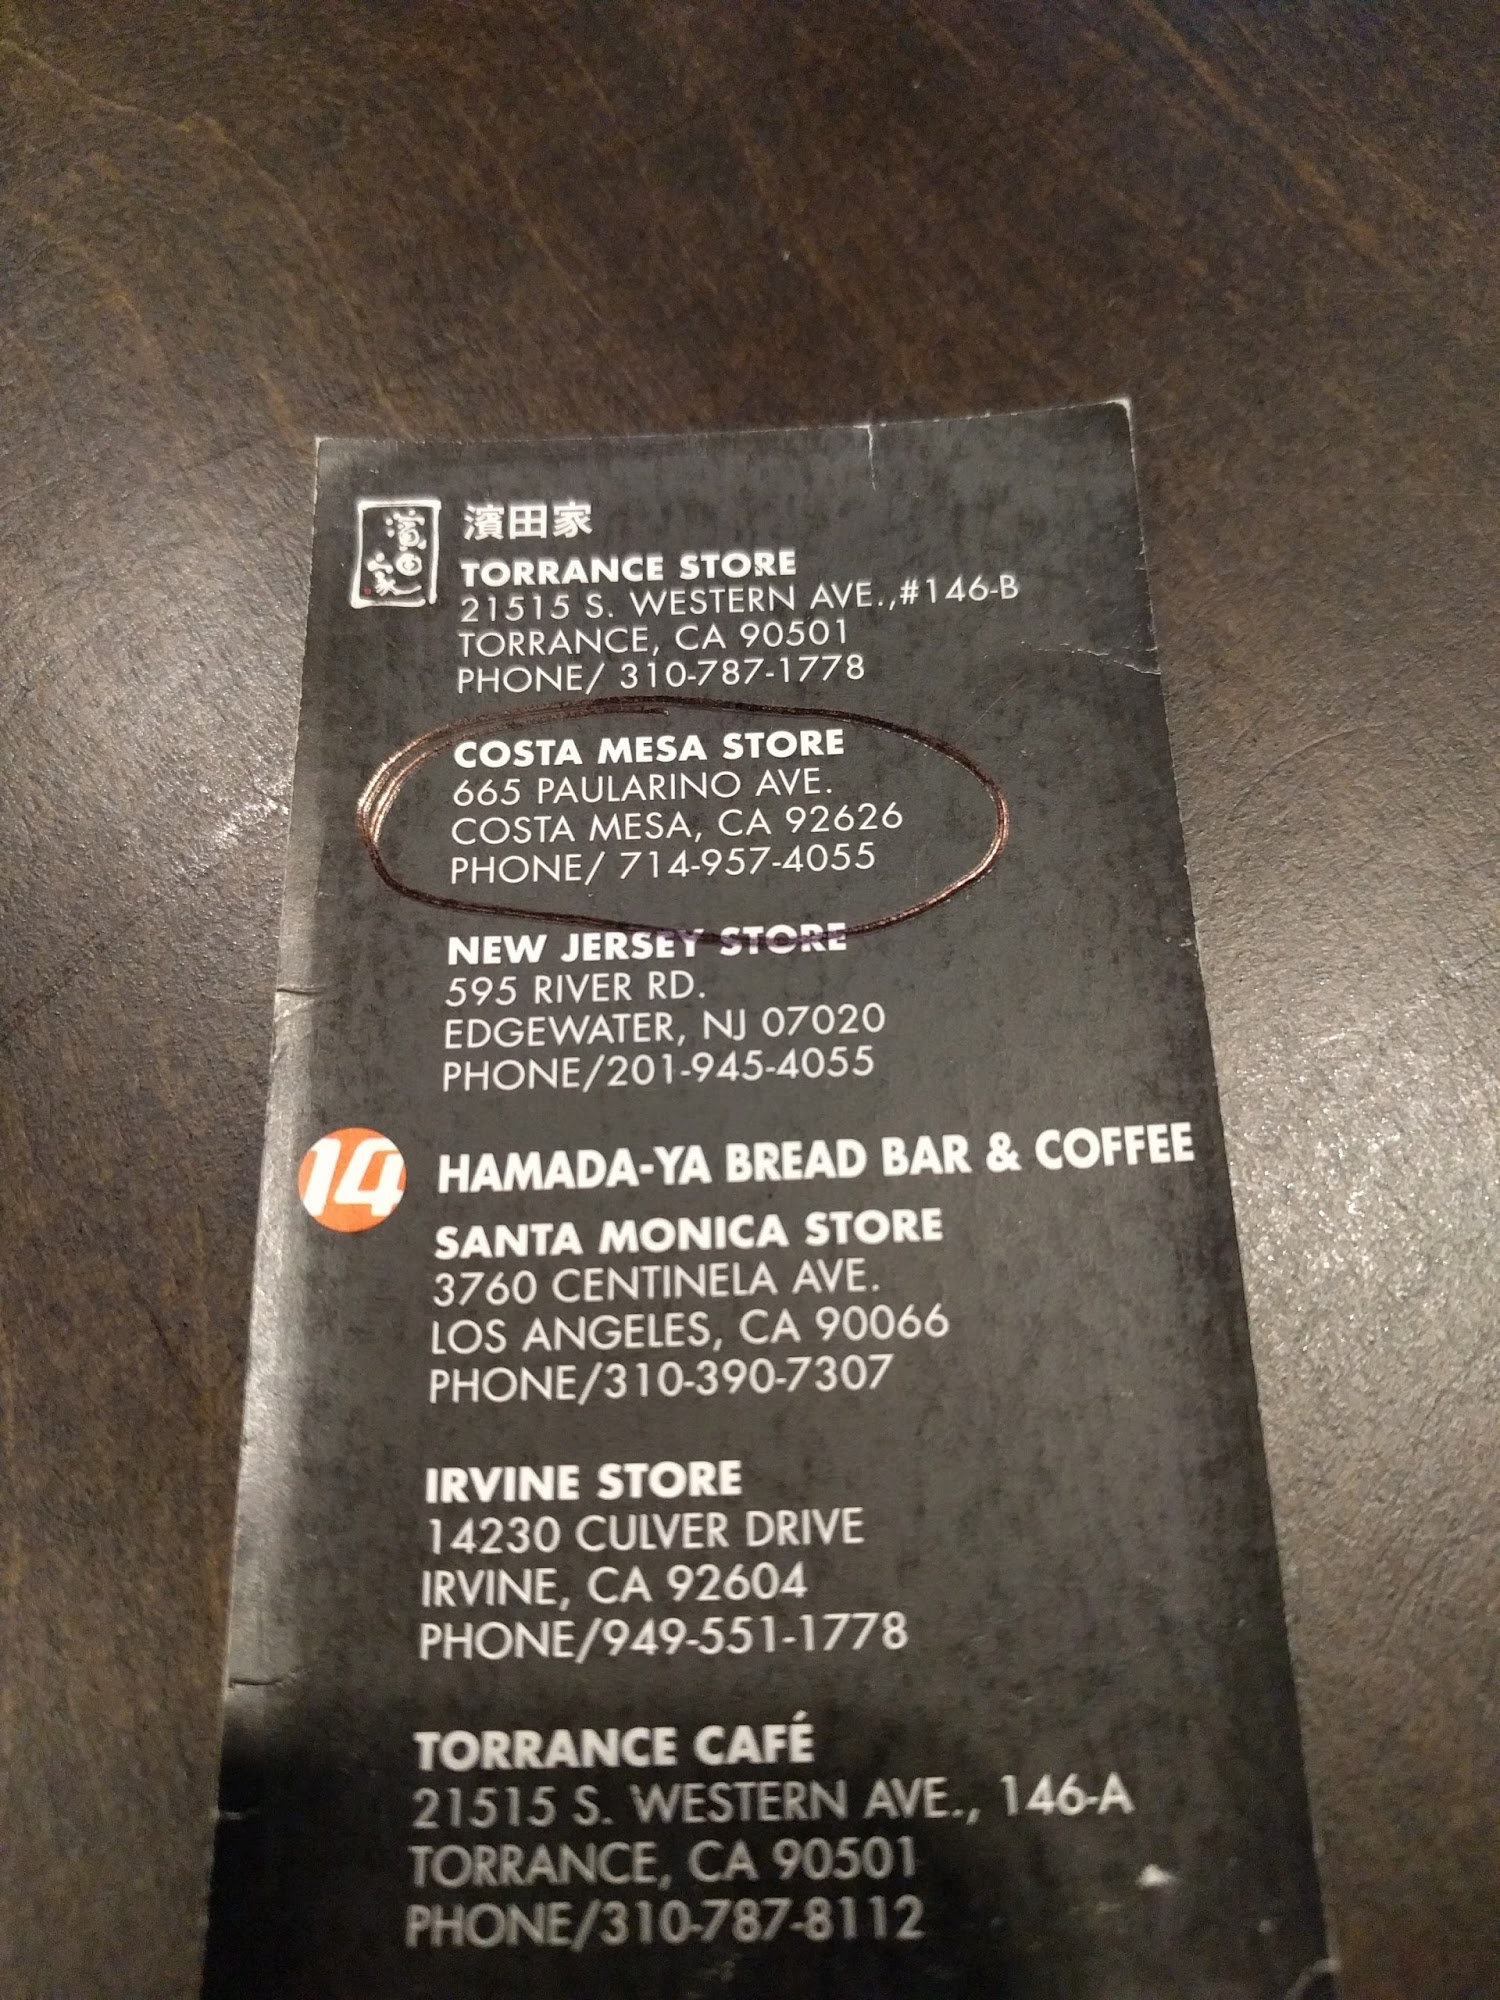 濱田家
濱田家
TORRANCE STORE
21515 S. WESTERN AVE.,#146-B
TORRANCE, CA 90501
PHONE/ 310-787-1778
COSTA MESA STORE
665 PAULARINO AVE.
COSTA MESA, CA 92626
PHONE/ 714-957-4055
NEW JERSEY STORE
595 RIVER RD.
EDGEWATER, NJ 07020
PHONE/201-945-4055
14
HAMADA-YA BREAD BAR & COFFEE
SANTA MONICA STORE
3760 CENTINELA AVE.
LOS ANGELES, CA 90066
PHONE/310-390-7307
IRVINE STORE
14230 CULVER DRIVE
IRVINE, CA 92604
PHONE/949-551-1778
TORRANCE CAFÉ
21515 S. WESTERN AVE., 146-A
TORRANCE, CA 90501
PHONE/310-787-8112